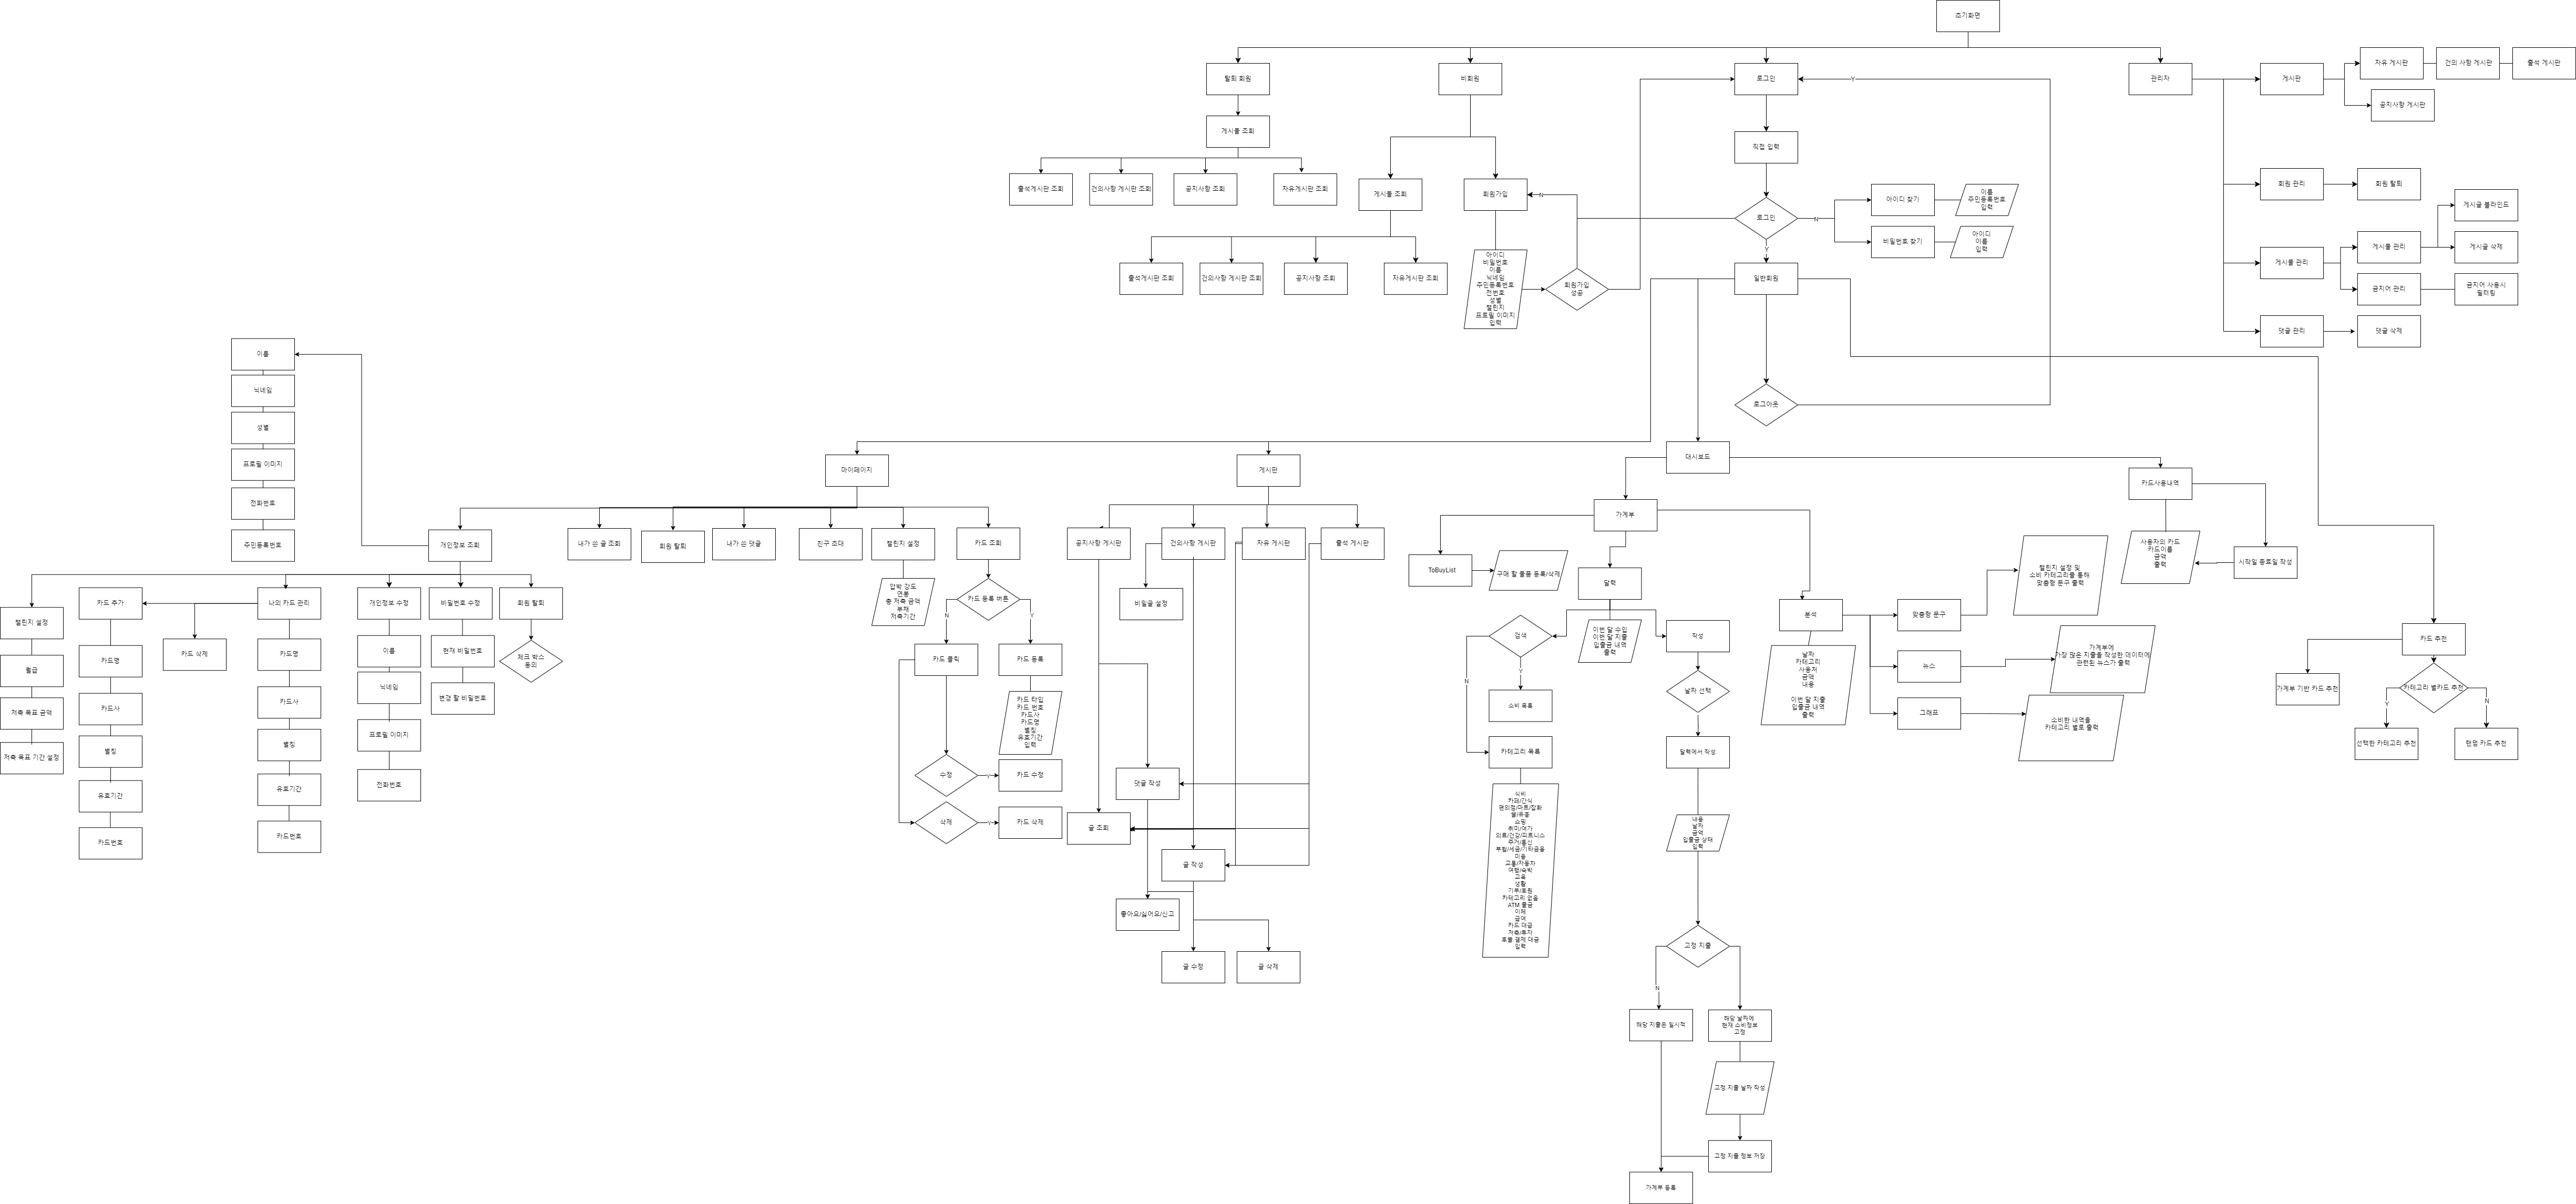 초기화면
탈퇴 회원
비회원
로그인
Y
관리자
게시판
자유 게시판
건의 사항 게시판
출석 게시판
공지사항 게시판
게시물 조회
직접 입력
출석게시판 조회
건의사항 게시판 조회
공지사항 조회
자유게시판 조회
게시물 조회
회원가입
N
로그인
N
아이디 찾기
이름
주민등록번호
입력
비밀번호 찾기
아이디
이름
입력
Y
회원 관리
회원 탈퇴
게시글 블라인드
게시물 관리
게시물 관리
게시글 삭제
금지어 관리
금지어 사용시
필터링
댓글 관리
댓글 삭제
출석게시판 조회
건의사항 게시판 조회
공지사항 조회
자유게시판 조회
아이디
비밀번호
이름
닉네임
주민등록번호
전번호
성별
챌린지
프로필 이미지
입력
회원가입
성공
일반회원
로그아웃
이름
닉네임
성별
프로필 이미지
전화번호
주민등록번호
마이페이지
게시판
대시보드
카드사용내역
가계부
개인정보 조회
내가 쓴 글 조회
회원 탈퇴
내가 쓴 댓글
친구 초대
챌린지 설정
카드 조회
공지사항 게시판
건의사항 게시판
자유 게시판
출석 게시판
압박 강도
연봉
총 저축 금액
부채
저축기간
카드 등록 버튼
N
Y
비밀글 설정
ToBuyList
구매 할 물품 등록/삭제
달력
사용자의 카드
카드이름
금액
출력
시작일 종료일 작성
챌린지 설정
월급
저축 목표 금액
저축 목표 기간 설정
카드 추가
카드명
카드사
별칭
유효기간
카드번호
카드 삭제
나의 카드 관리
카드명
카드사
별칭
유효기간
카드번호
개인정보 수정
이름
닉네임
프로필 이미지
전화번호
비밀번호 수정
현재 비밀번호
변경 할 비밀번호
회원 탈퇴
체크 박스
동의
카드 클릭
카드 등록
카드 타입
카드 번호
카드사
카드명
별칭
유효기간
입력
수정
Y
카드 수정
삭제
Y
카드 삭제
댓글 작성
글 조회
글 작성
좋아요/싫어요/신고
글 수정
글 삭제
검색
N
Y
이번 달 수입
이번 달 지출
입출금 내역
출력
작성
소비 목록
카테고리 목록
식비
카페/간식
편의점/마트/잡화
술/유흥
쇼핑
취미/여가
의료/건강/피트니스
주거/통신
보험/세금/기타금융
미용
교통/자동차
여행/숙박
교육
생활
기부/후원
카테고리 없음
ATM 출금
이체
급여
카드 대금
저축/투자
후불 결제 대금
입력
날짜 선택
달력에서 작성
내용
날짜
금액
입출금 상태
입력
고정 지출
N
해당 지출은 일시적
해당 날짜에
현재 소비정보
고정
고정 지출 날짜 작성
고정 지출 정보 저장
가계부 등록
분석
날짜
카테고리
사용처
금액
내용
이번 달 지출
입출금 내역
출력
맞춤형 문구
챌린지 설정 및
소비 카테고리를 통해
맞춤형 문구 출력
뉴스
가계부에
가장 많은 지출을 작성한 데이터에
관련된 뉴스가 출력
그래프
소비한 내역을
카테고리 별로 출력
카드 추천
가계부 기반 카드 추천
카테고리 별카드 추천
Y
N
선택한 카테고리 추천
랜덤 카드 추천